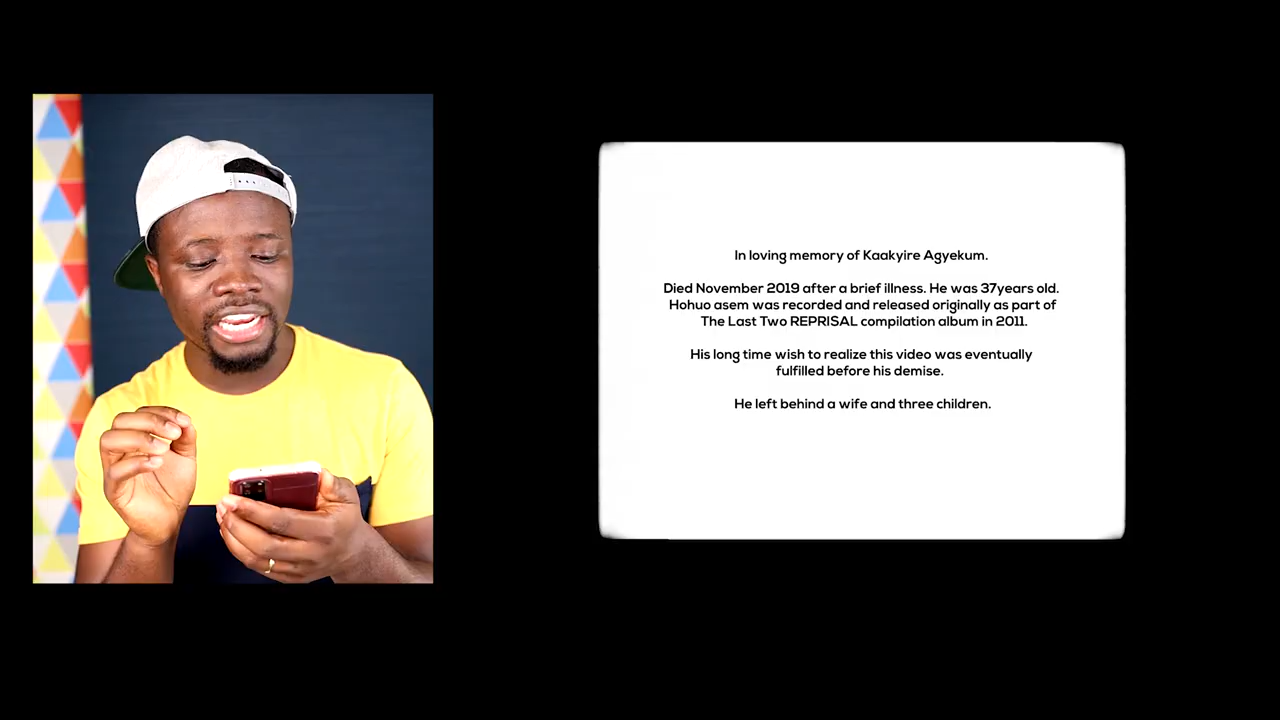 In loving memory of Kaakyire Agyekum.
Died November 2019 after a brief illness. He was 37years old.
Hohuo asem was recorded and released originally as part of
The Last Two REPRISAL compilation album in 2011.
His long time wish to realize this video was eventually
fulfilled before his demise.
He left behind a wife and three children.